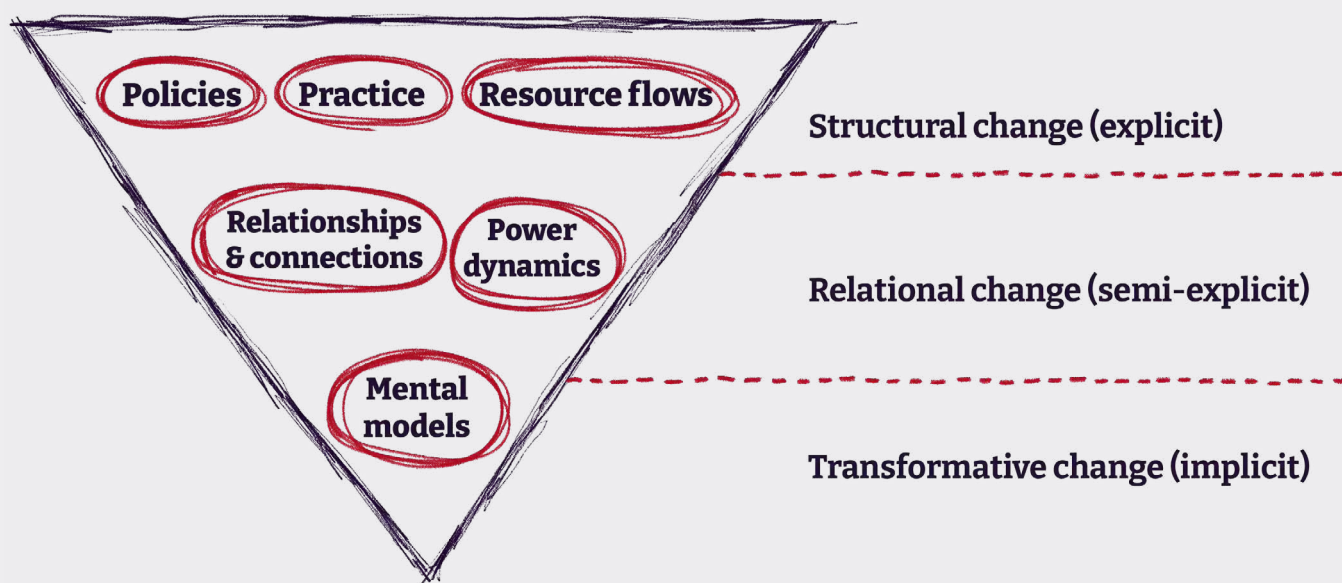 Policies
Practice
Resource flows
Structural change (explicit)
Relationships
& connections
Power
dynamics
Relational change (semi-explicit)
Mental
models
Transformative change (implicit)